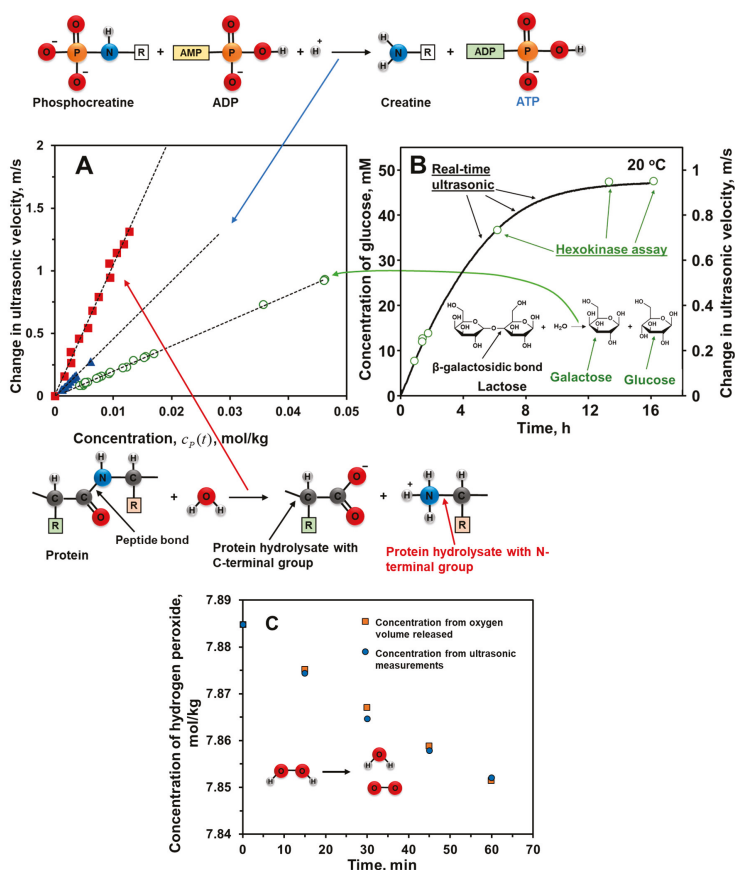 O
O − P N H R + AMP P O O H + H + N H H R + ADP P O O H
O − O − O −
Phosphocreatine ADP Creatine ATP
A
Change in ultrasonic velocity, m/s
2
1.5
1
0.5
0
0 0.01 0.02 0.03 0.04 0.05
Concentration, c_P(t), mol/kg
B
20 °C
Concentration of glucose, mM
50
40
30
20
10
0
Real-time
ultrasonic
Hexokinase assay
Change in ultrasonic velocity, m/s
1
0.8
0.6
0.4
0.2
0
+ H₂O +
β-galactosidic bond
Lactose
Galactose
Glucose
0 4 8 12 16
Time, h
H N H
C C C
R O R
+ H O H
H C C O − O R
+ H + H N H C H R
Protein
Peptide bond
Protein hydrolysate with
C-terminal group
Protein hydrolysate with N-
terminal group
C
Concentration of hydrogen peroxide,
mol/kg
7.89
7.88
7.87
7.86
7.85
7.84
Concentration from oxygen
volume released
Concentration from ultrasonic
measurements
H O O H
H O H
O O
0 10 20 30 40 50 60 70
Time, min